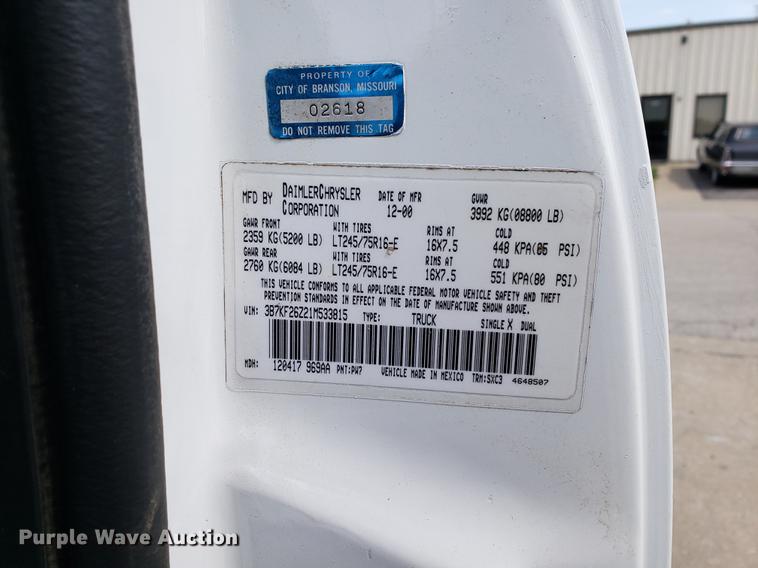 PROPERTY OF
CITY OF BRANSON, MISSOURI
02618
DO NOT REMOVE THIS TAG
MFD BY DAIMLERCHRYSLER CORPORATION DATE OF MFR 12-00 GVWR 3992 KG(08800 LB)
GAWR FRONT WITH TIRES RIMS AT COLD
2359 KG(5200 LB) LT245/75R16-E 16X7.5 448 KPA(65 PSI)
GAWR REAR WITH TIRES RIMS AT COLD
2760 KG(6084 LB) LT245/75R16-E 16X7.5 551 KPA(80 PSI)
THIS VEHICLE CONFORMS TO ALL APPLICABLE FEDERAL MOTOR VEHICLE SAFETY AND THEFT
PREVENTION STANDARDS IN EFFECT ON THE DATE OF MANUFACTURE SHOWN ABOVE.
VIN: 3B7KF26Z21M533815 TYPE: TRUCK SINGLE X DUAL
MDH: 120417 969AA PNT:PW7 VEHICLE MADE IN MEXICO TRM:SXC3 4648507
Purple Wave Auction